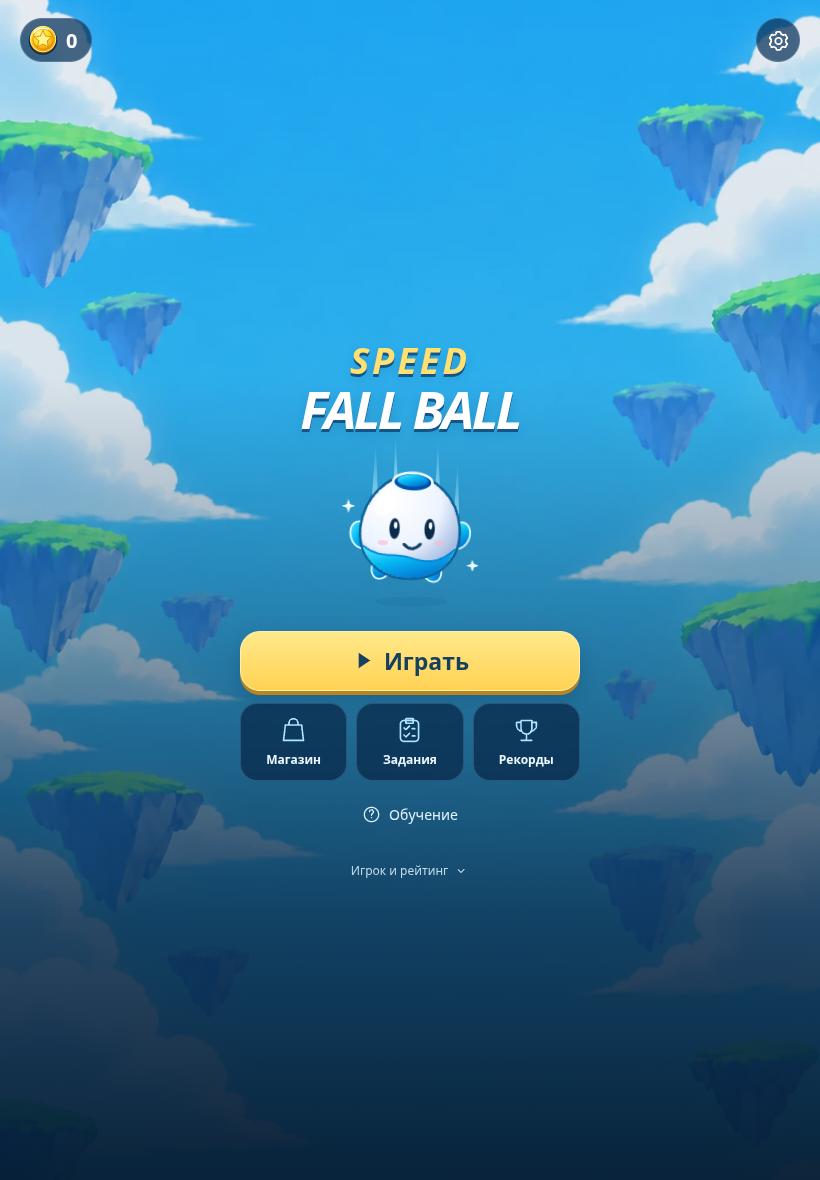 0
SPEED
FALL BALL
Играть
Магазин
Задания
Рекорды
Обучение
Игрок и рейтинг